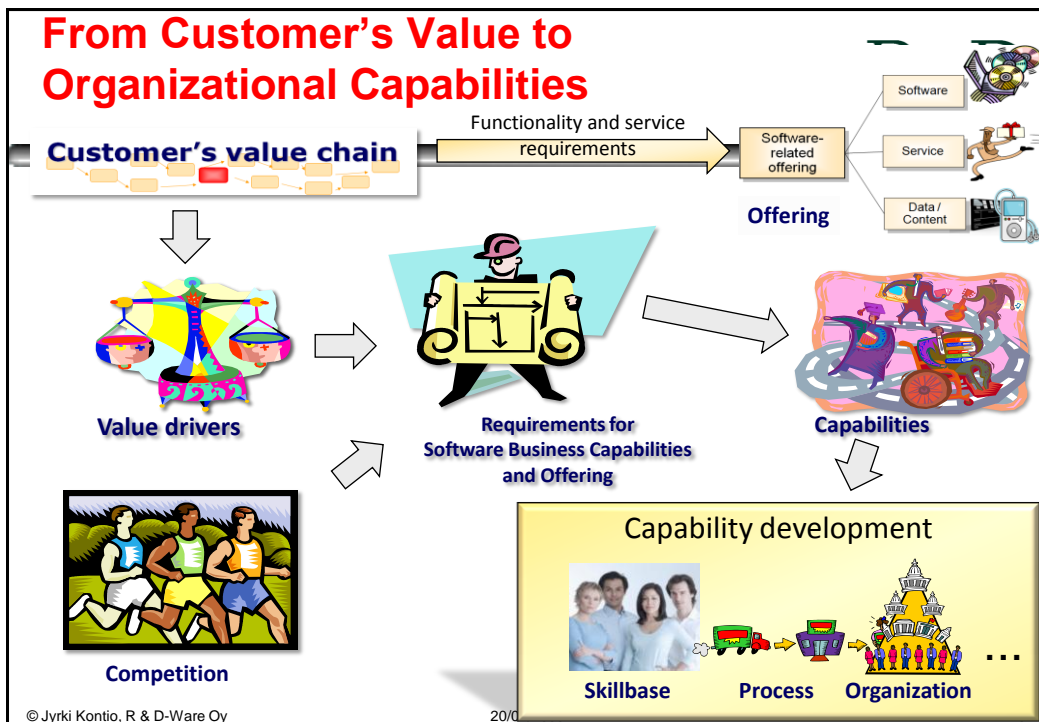 From Customer's Value to
Organizational Capabilities
Functionality and service
requirements
Customer's value chain
Software-
related
offering
Software
Service
Data /
Content
Offering
Value drivers
Requirements for
Software Business Capabilities
and Offering
Capabilities
Competition
Capability development
Skillbase
Process
Organization
...
© Jyrki Kontio, R & D-Ware Oy
20/0